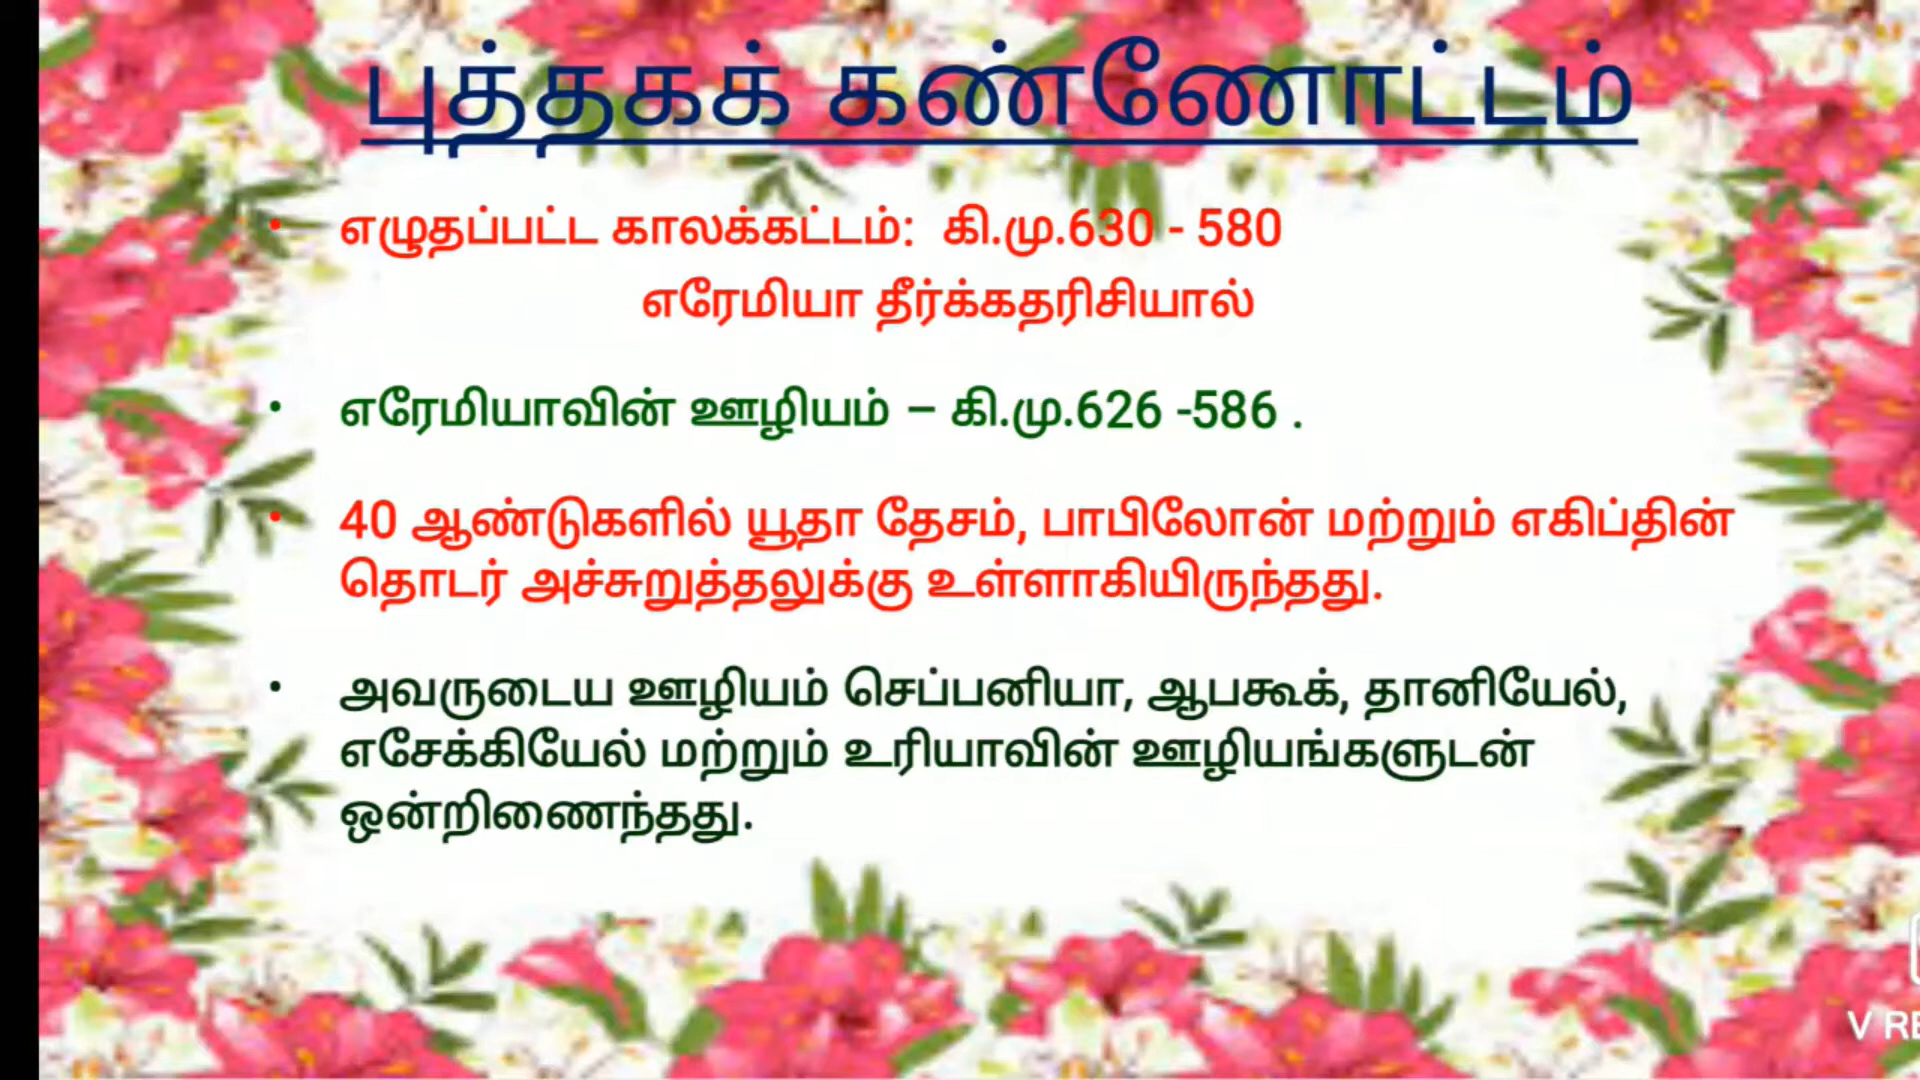 புத்தகக் கண்ணோட்டம்
• எழுதப்பட்ட காலக்கட்டம்: கி.மு.630 - 580
எரேமியா தீர்க்கதரிசியால்
• எரேமியாவின் ஊழியம் – கி.மு.626 -586 .
• 40 ஆண்டுகளில் யூதா தேசம், பாபிலோன் மற்றும் எகிப்தின்
தொடர் அச்சுறுத்தலுக்கு உள்ளாகியிருந்தது.
• அவருடைய ஊழியம் செப்பனியா, ஆபகூக், தானியேல்,
எசேக்கியேல் மற்றும் உரியாவின் ஊழியங்களுடன்
ஒன்றிணைந்தது.